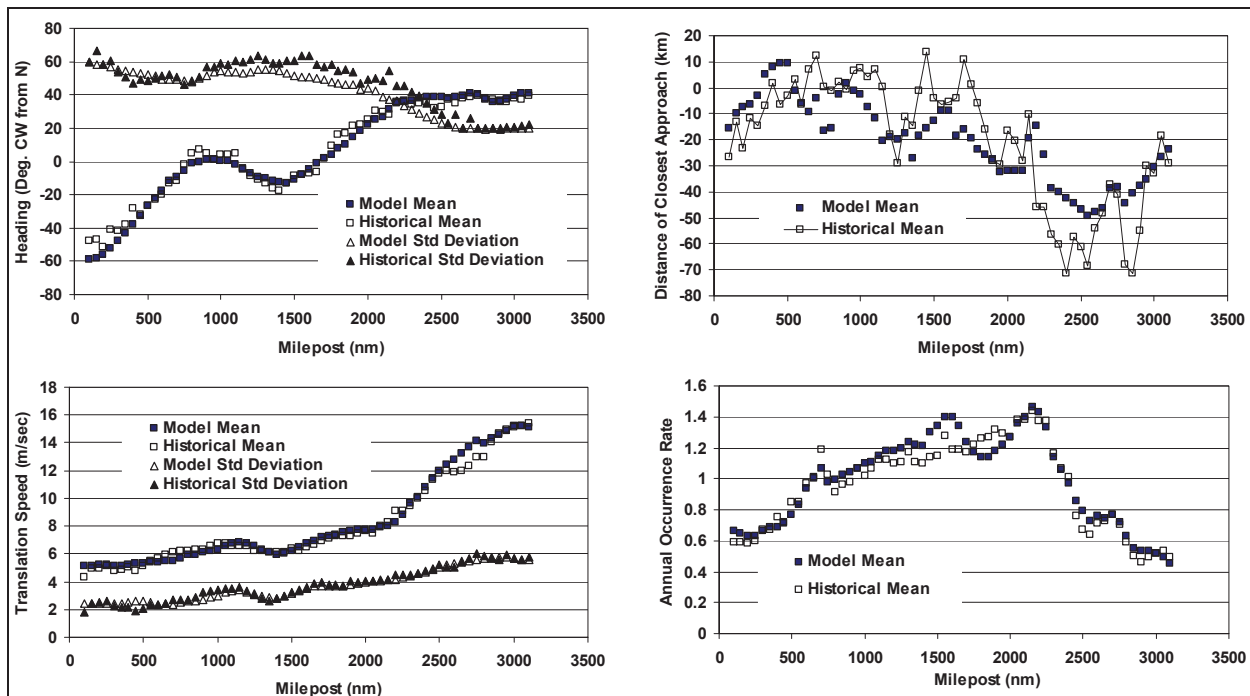 Heading (Deg. CW from N)
80
60
40
20
0
-20
-40
-60
-80
0 500 1000 1500 2000 2500 3000 3500
Milepost (nm)
Model Mean
Historical Mean
Model Std Deviation
Historical Std Deviation
Distance of Closest Approach (km)
20
10
0
-10
-20
-30
-40
-50
-60
-70
-80
0 500 1000 1500 2000 2500 3000 3500
Milepost (nm)
Model Mean
Historical Mean
Translation Speed (m/sec)
18
16
14
12
10
8
6
4
2
0
0 500 1000 1500 2000 2500 3000 3500
Milepost (nm)
Model Mean
Historical Mean
Model Std Deviation
Historical Std Deviation
Annual Occurrence Rate
1.6
1.4
1.2
1
0.8
0.6
0.4
0.2
0
0 500 1000 1500 2000 2500 3000 3500
Milepost (nm)
Model Mean
Historical Mean